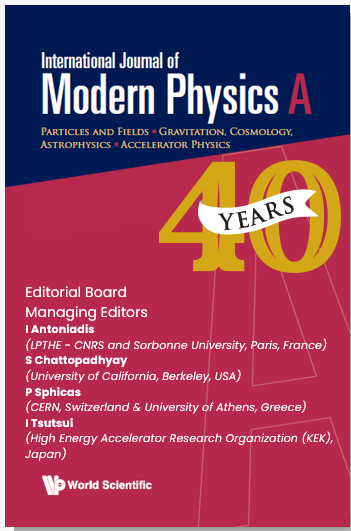 International Journal of
Modern Physics A
PARTICLES AND FIELDS • GRAVITATION, COSMOLOGY,
ASTROPHYSICS • ACCELERATOR PHYSICS
40
YEARS
Editorial Board
Managing Editors
I Antoniadis
(LPTHE - CNRS and Sorbonne University, Paris, France)
S Chattopadhyay
(University of California, Berkeley, USA)
P Sphicas
(CERN, Switzerland & University of Athens, Greece)
I Tsutsui
(High Energy Accelerator Research Organization (KEK),
Japan)
World Scientific